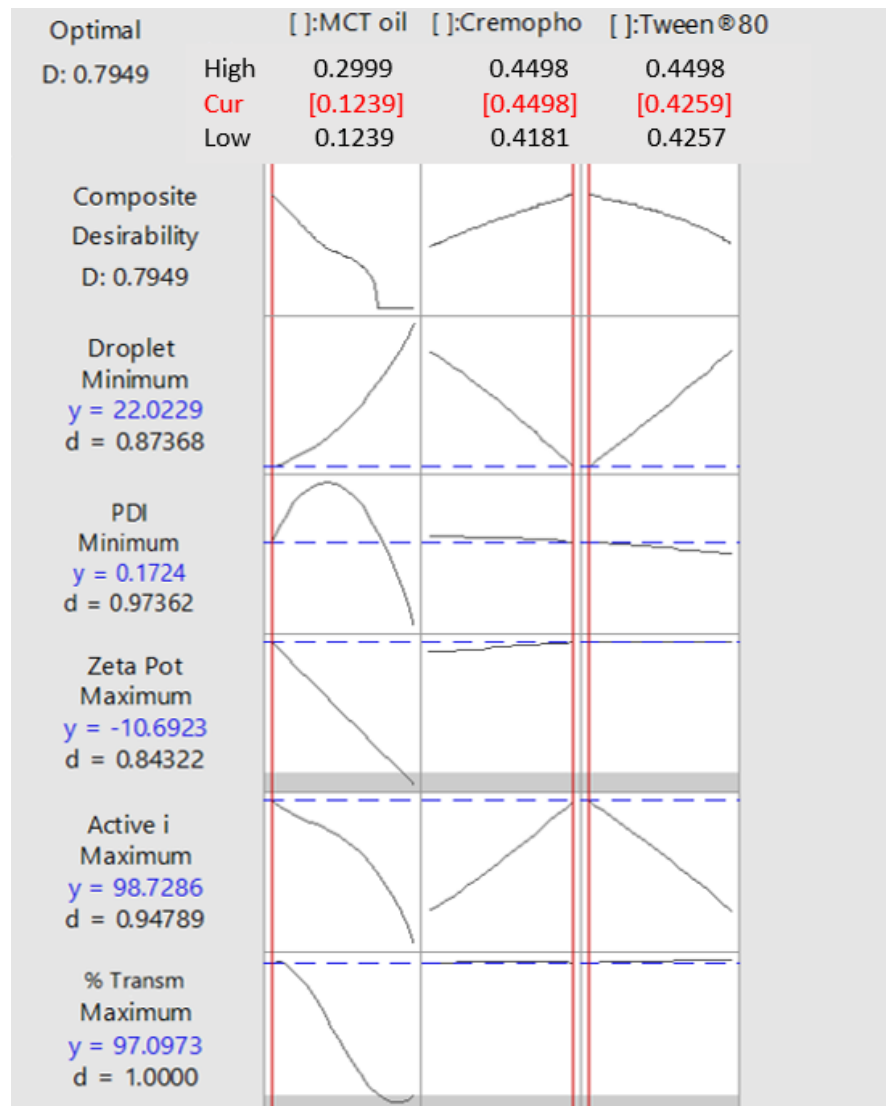 Optimal [ ]:MCT oil [ ]:Cremopho [ ]:Tween®80
D: 0.7949 High 0.2999 0.4498 0.4498
Cur [0.1239] [0.4498] [0.4259]
Low 0.1239 0.4181 0.4257
Composite
Desirability
D: 0.7949
Droplet
Minimum
y = 22.0229
d = 0.87368
PDI
Minimum
y = 0.1724
d = 0.97362
Zeta Pot
Maximum
y = -10.6923
d = 0.84322
Active i
Maximum
y = 98.7286
d = 0.94789
% Transm
Maximum
y = 97.0973
d = 1.0000